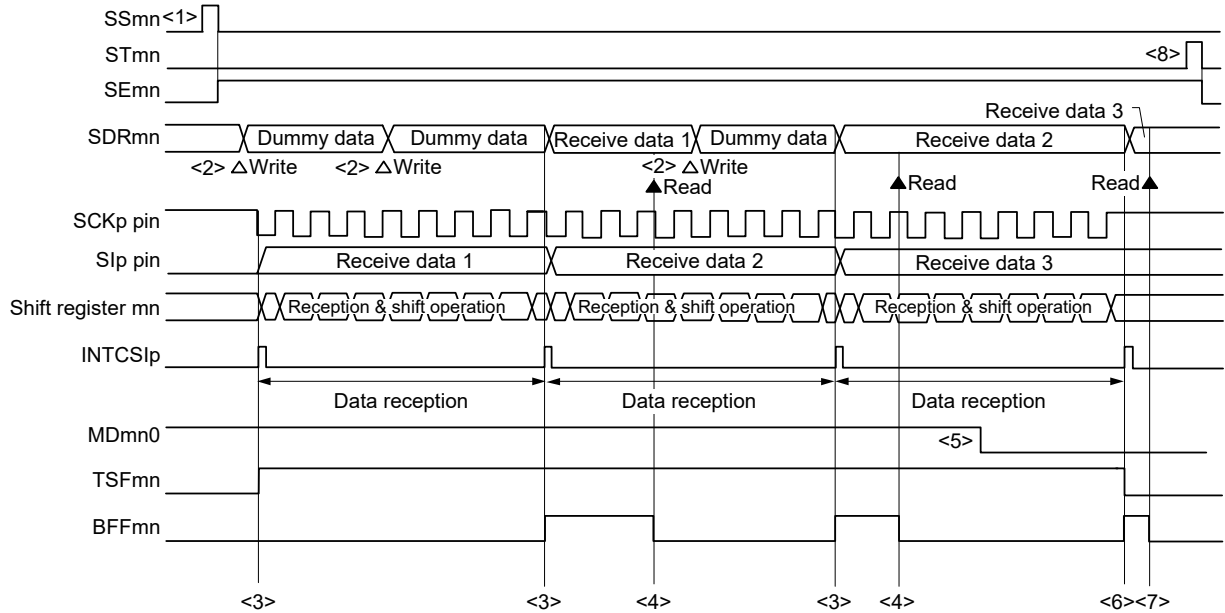 SSmn <1>
STmn <8>
SEmn
Receive data 3
SDRmn Dummy data Dummy data Receive data 1 Dummy data Receive data 2
<2> △Write <2> △Write <2> △Write
▲Read ▲Read Read▲
SCKp pin
SIp pin Receive data 1 Receive data 2 Receive data 3
Shift register mn Reception & shift operation Reception & shift operation Reception & shift operation
INTCSIp
Data reception Data reception Data reception
MDmn0 <5>
TSFmn
BFFmn
<3> <3> <4> <3> <4> <6><7>